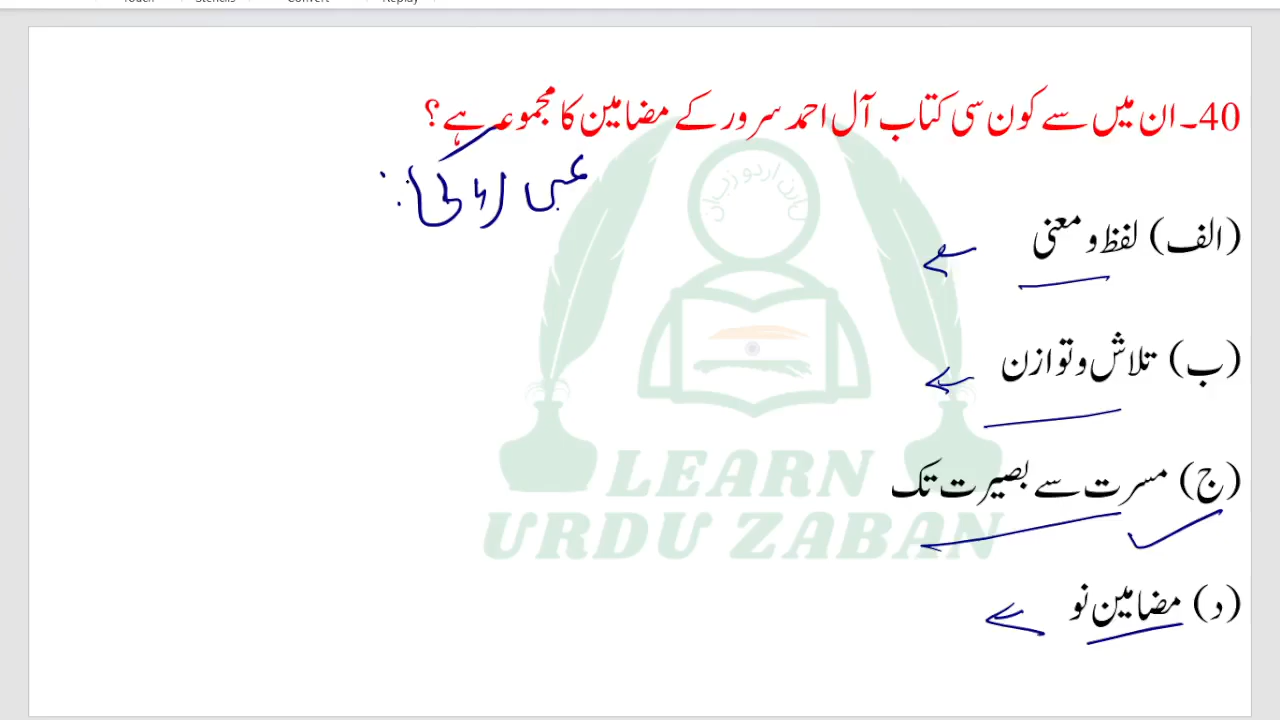 40۔ان میں سے کون سی کتاب آل احمد سرور کے مضامین کا مجموعہ ہے؟
(الف) لفظ و معنی
(ب) تلاش و توازن
(ج) مسرت سے بصیرت تک
(د) مضامین نو
LEARN
URDU ZABAN